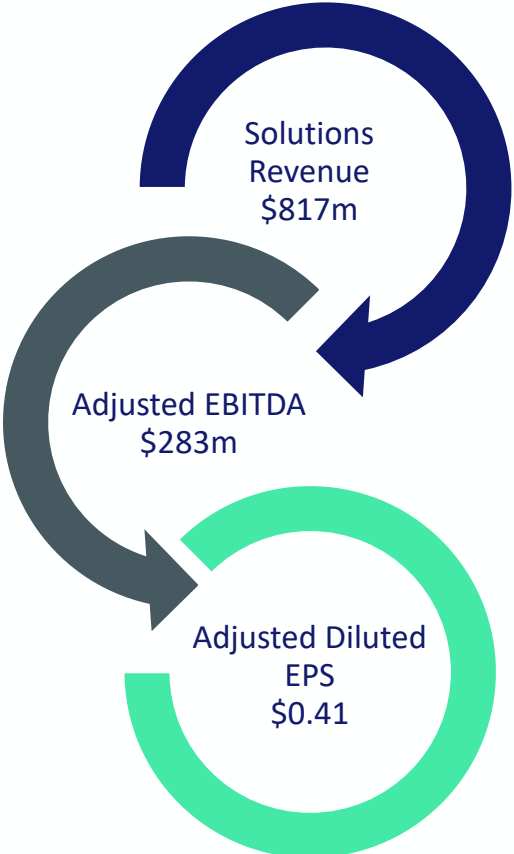 Solutions
Revenue
$817m
Adjusted EBITDA
$283m
Adjusted Diluted
EPS
$0.41